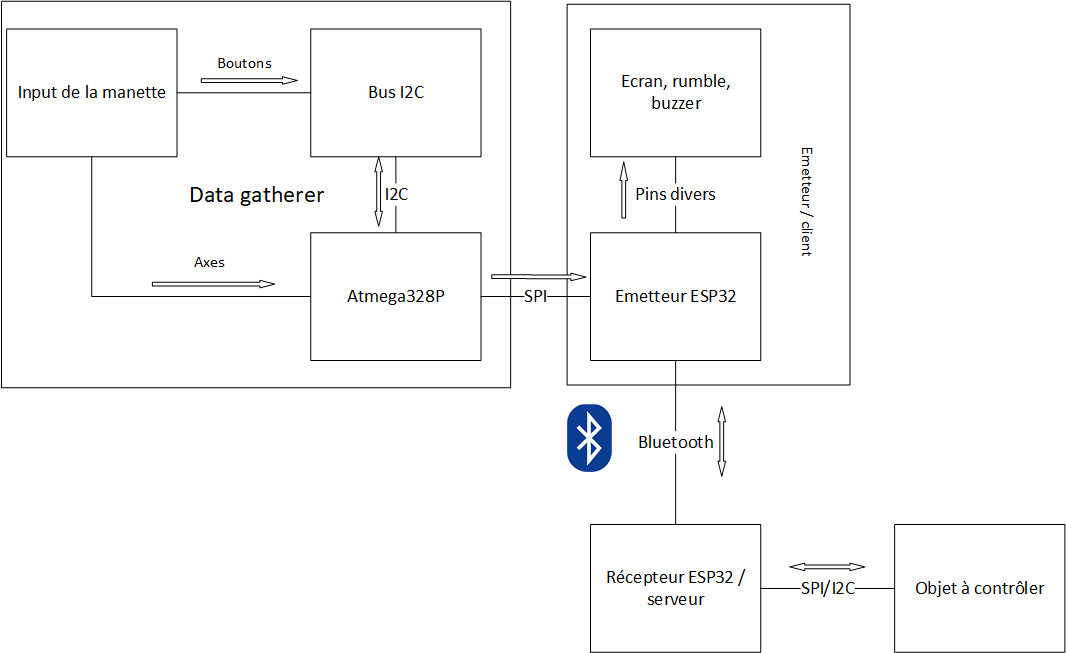 Input de la manette
Boutons
Bus I2C
Data gatherer
I2C
Axes
Atmega328P
SPI
Ecran, rumble,
buzzer
Pins divers
Emetteur / client
Emetteur ESP32
Bluetooth
Récepteur ESP32 /
serveur
SPI/I2C
Objet à contrôler